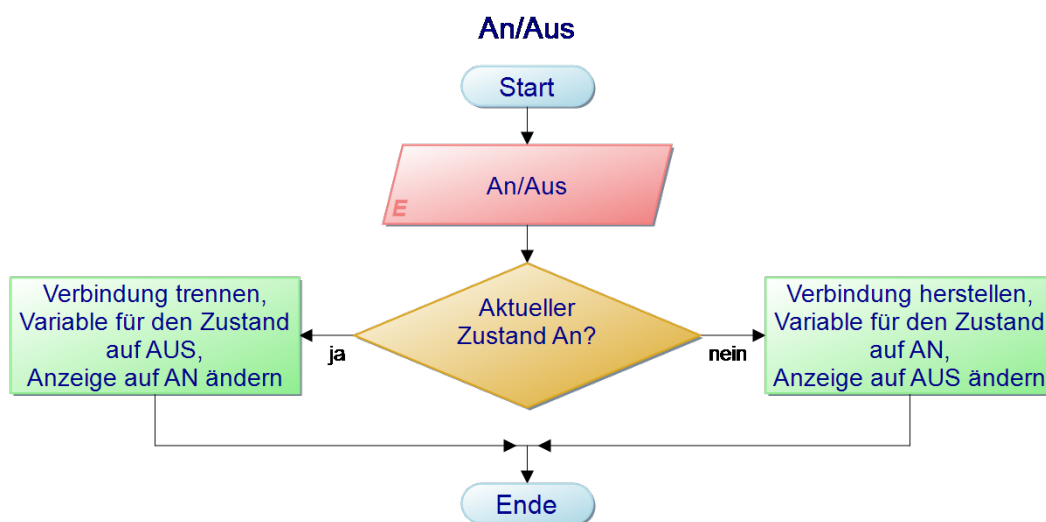 An/Aus
Start
An/Aus
E
Aktueller
Zustand An?
ja
nein
Verbindung trennen,
Variable für den Zustand
auf AUS,
Anzeige auf AN ändern
Verbindung herstellen,
Variable für den Zustand
auf AN,
Anzeige auf AUS ändern
Ende